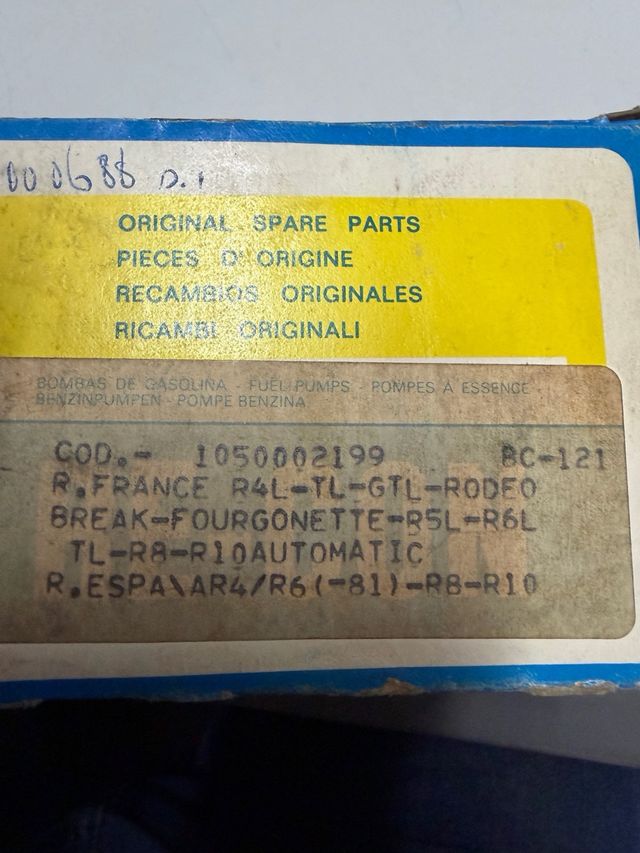 000688 D.1
ORIGINAL SPARE PARTS
PIECES D' ORIGINE
RECAMBIOS ORIGINALES
RICAMBI ORIGINALI
BOMBAS DE GASOLINA - FUEL PUMPS - POMPES A ESSENCE -
BENZINPUMPEN - POMPE BENZINA
COD.- 1050002199 BC-121
R.FRANCE R4L-TL-GTL-RODEO
BREAK-FOURGONETTE-R5L-R6L
TL-R8-R10AUTOMATIC
R.ESPA\AR4/R6(-81)-R8-R10